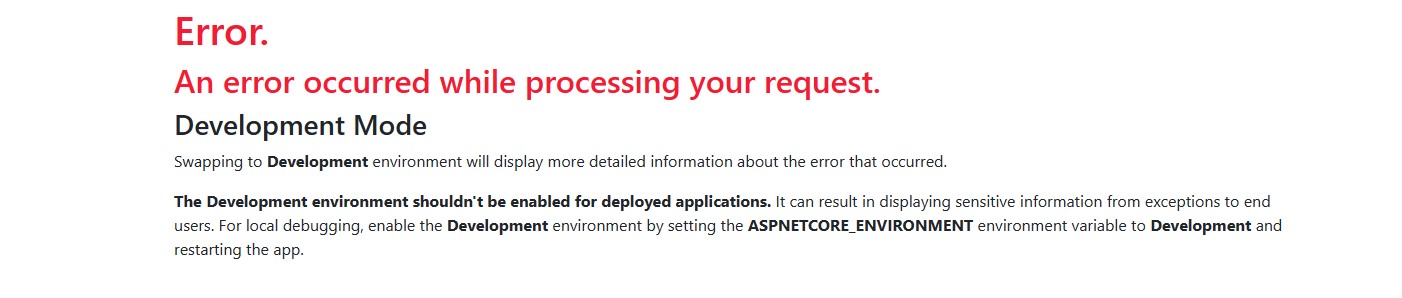 Error.
An error occurred while processing your request.
Development Mode
Swapping to Development environment will display more detailed information about the error that occurred.
The Development environment shouldn't be enabled for deployed applications. It can result in displaying sensitive information from exceptions to end
users. For local debugging, enable the Development environment by setting the ASPNETCORE_ENVIRONMENT environment variable to Development and
restarting the app.